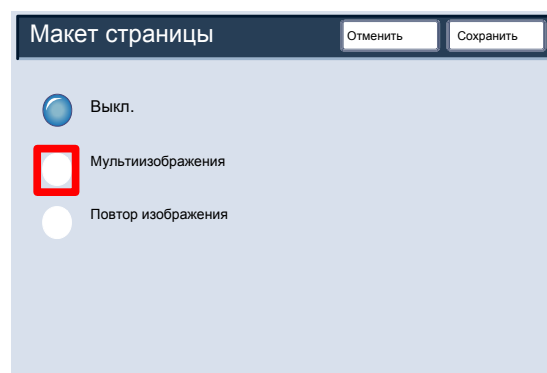 Макет страницы
Отменить
Сохранить
Выкл.
Мультиизображения
Повтор изображения